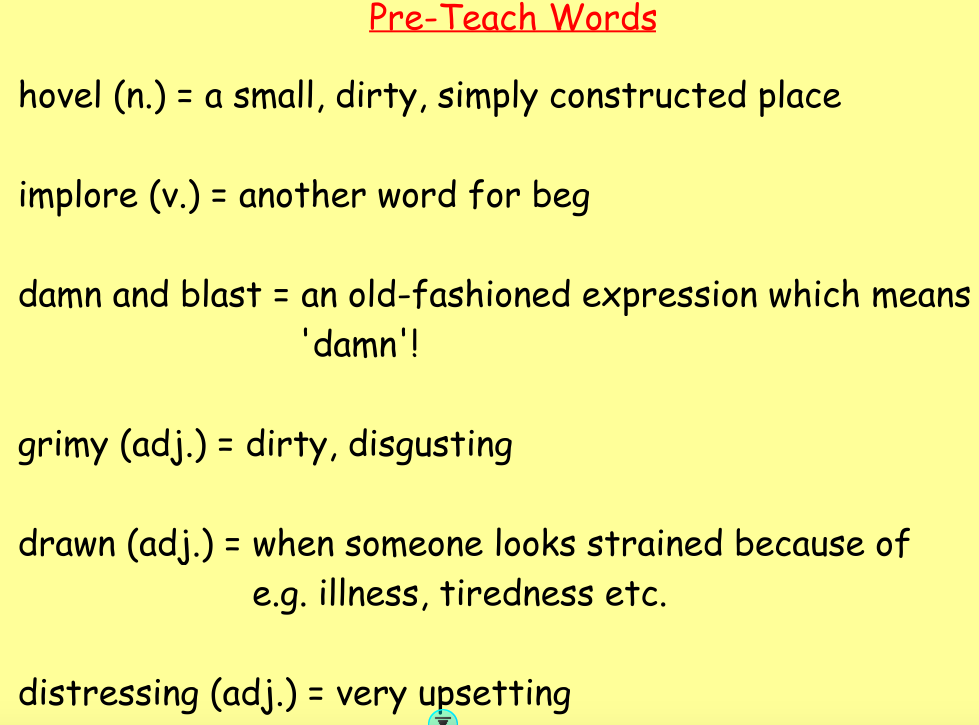 Pre-Teach Words
hovel (n.) = a small, dirty, simply constructed place
implore (v.) = another word for beg
damn and blast = an old-fashioned expression which means
'damn'!
grimy (adj.) = dirty, disgusting
drawn (adj.) = when someone looks strained because of
e.g. illness, tiredness etc.
distressing (adj.) = very upsetting